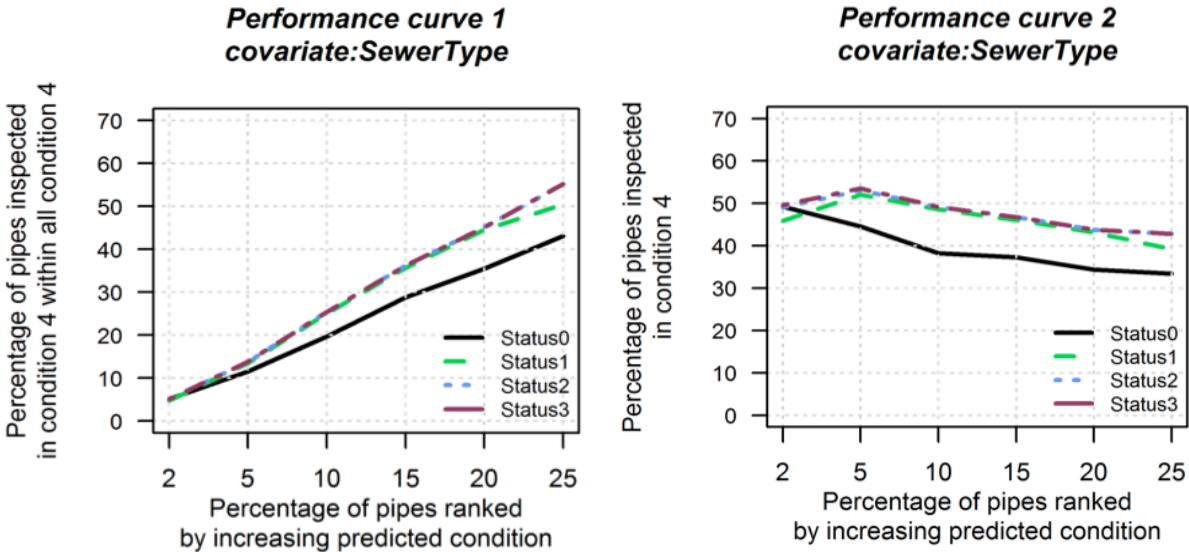 Performance curve 1
covariate:SewerType
Percentage of pipes inspected
in condition 4 within all condition 4
70
60
50
40
30
20
10
0
Status0
Status1
Status2
Status3
2 5 10 15 20 25
Percentage of pipes ranked
by increasing predicted condition
Performance curve 2
covariate:SewerType
Percentage of pipes inspected
in condition 4
70
60
50
40
30
20
10
0
Status0
Status1
Status2
Status3
2 5 10 15 20 25
Percentage of pipes ranked
by increasing predicted condition